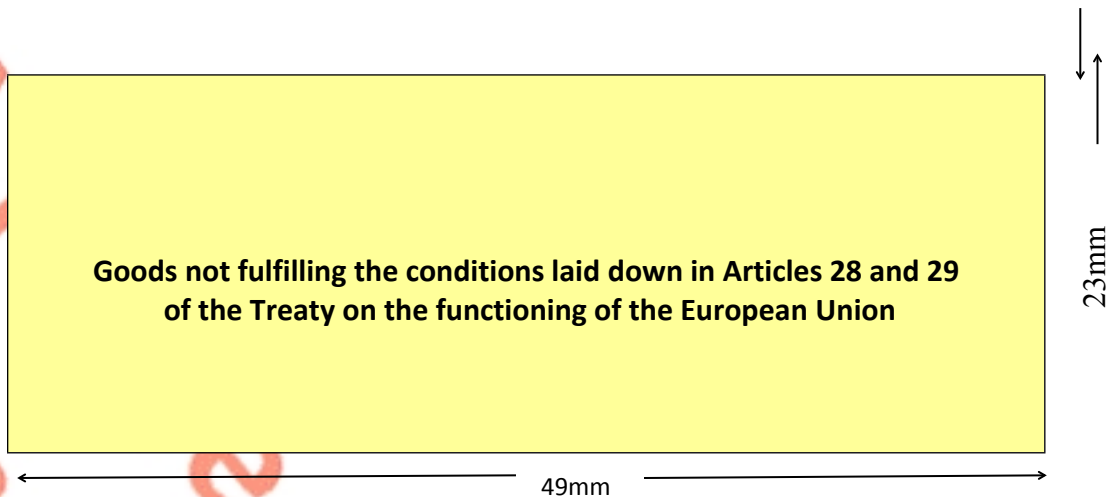 Goods not fulfilling the conditions laid down in Articles 28 and 29
of the Treaty on the functioning of the European Union
23mm
49mm